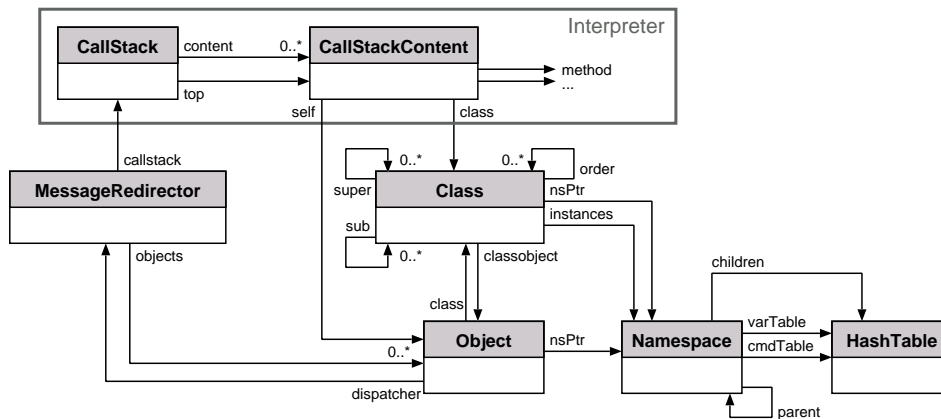 Interpreter
CallStack
content
0..*
CallStackContent
top
method
...
self
class
callstack
0..*
0..*
super
order
MessageRedirector
Class
nsPtr
sub
instances
objects
0..*
classobject
children
class
Object
nsPtr
Namespace
varTable
cmdTable
HashTable
0..*
dispatcher
parent